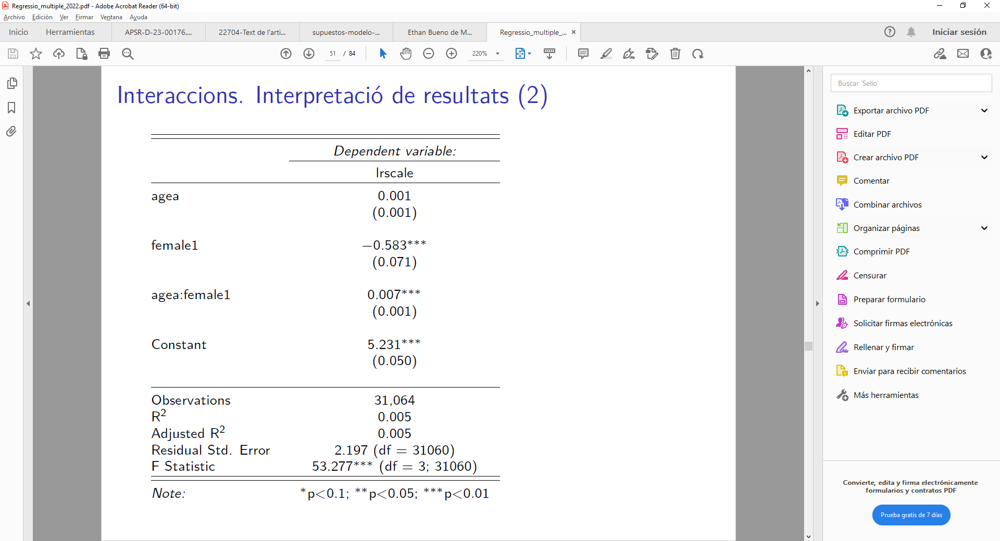 Regressio_multiple_2022.pdf - Adobe Acrobat Reader (64-bit)
Archivo Edición Ver Firmar Ventana Ayuda
Inicio Herramientas APSR-D-23-00176.... 22704-Text de l'arti... supuestos-modelo-... Ethan Bueno de M... Regressio_multiple_... × Iniciar sesión
51 / 84 220%
Interaccions. Interpretació de resultats (2)
Dependent variable:
lrscale
agea 0.001
(0.001)
female1 −0.583***
(0.071)
agea:female1 0.007***
(0.001)
Constant 5.231***
(0.050)
Observations 31,064
R² 0.005
Adjusted R² 0.005
Residual Std. Error 2.197 (df = 31060)
F Statistic 53.277*** (df = 3; 31060)
Note: *p<0.1; **p<0.05; ***p<0.01
Buscar 'Sello'
Exportar archivo PDF
Editar PDF
Crear archivo PDF
Comentar
Combinar archivos
Organizar páginas
Comprimir PDF
Censurar
Preparar formulario
Solicitar firmas electrónicas
Rellenar y firmar
Enviar para recibir comentarios
Más herramientas
Convierte, edita y firma electrónicamente
formularios y contratos PDF
Prueba gratis de 7 días